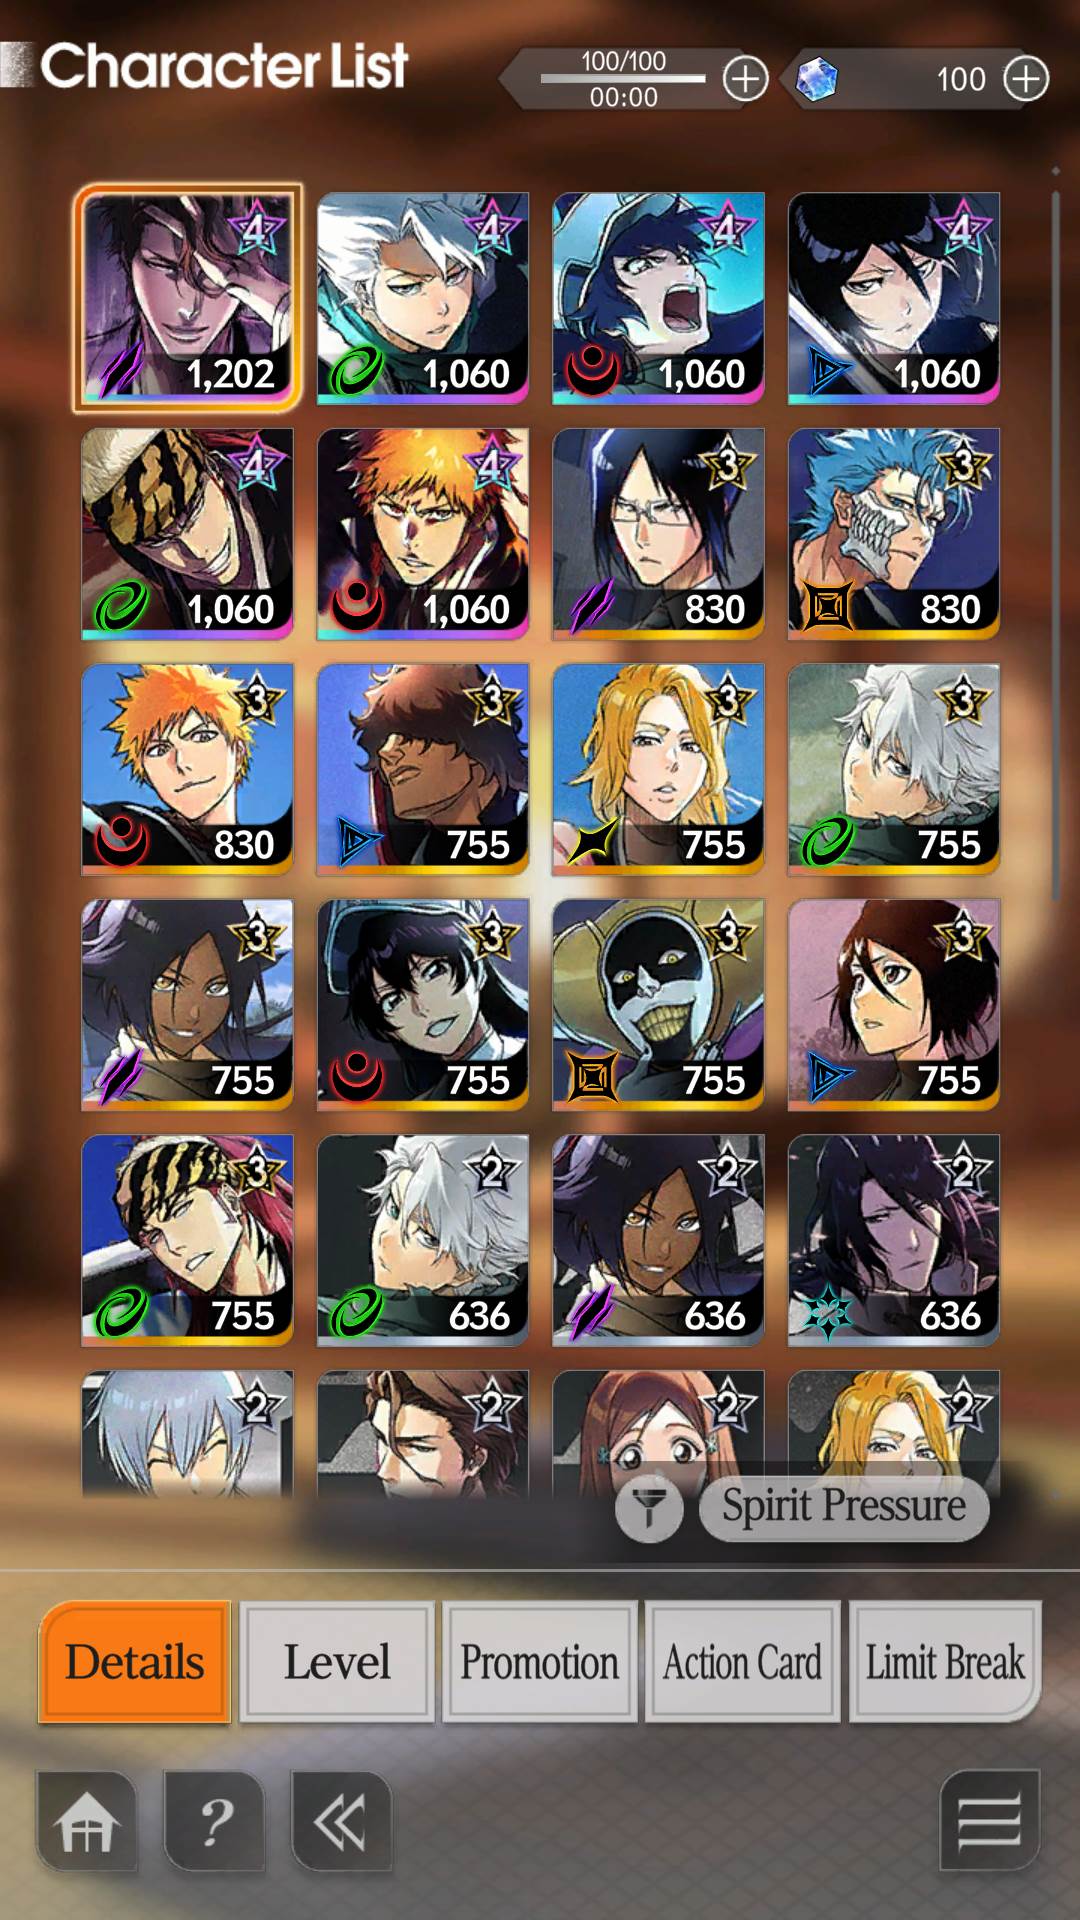 Character List
100/100
00:00
100
4 4 4 4
1,202 1,060 1,060 1,060
4 4 3 3
1,060 1,060 830 830
3 3 3 3
830 755 755 755
3 3 3 3
755 755 755 755
3 2 2 2
755 636 636 636
2 2 2 2
Spirit Pressure
Details Level Promotion Action Card Limit Break
?